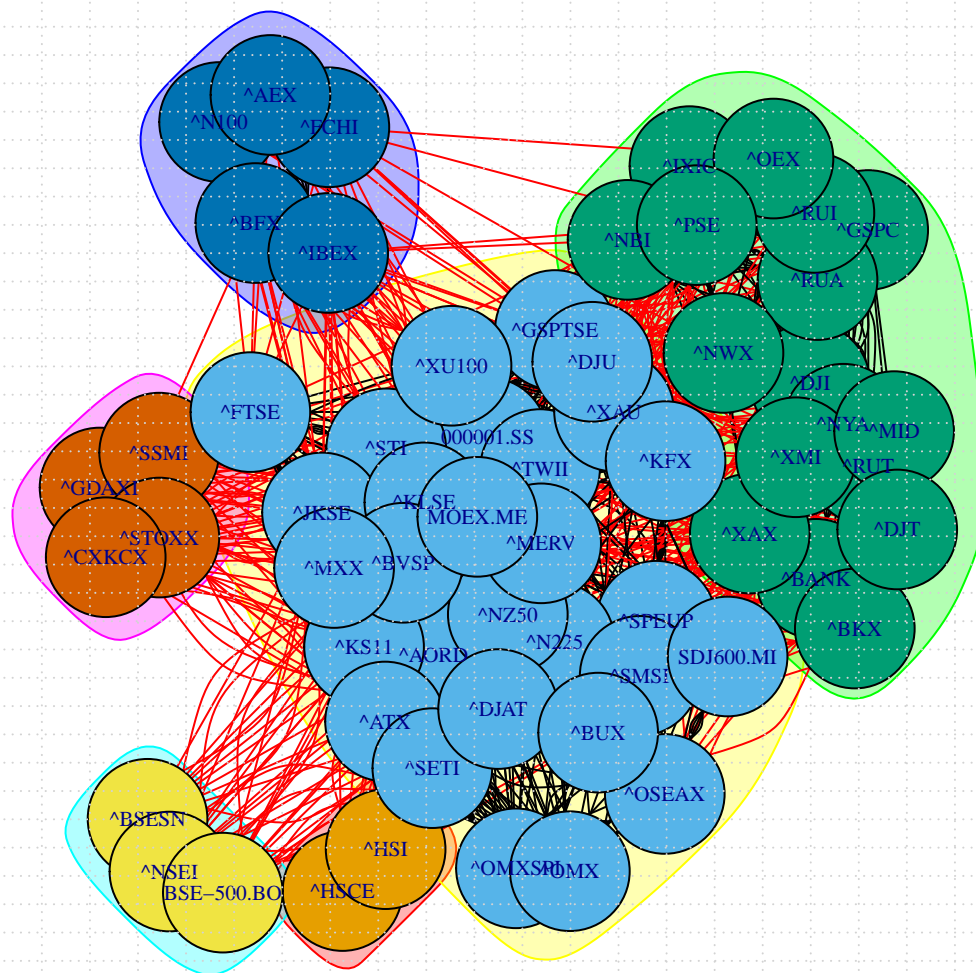 ^AEX
^N100
^FCHI
^OEX
^IXIC
^RUI
^PSE
^BFX
^GSPC
^NBI
^IBEX
^RUA
^GSPTSE
^NWX
^DJU
^XU100
^DJI
^FTSE
^XAU
^NYA
^MID
000001.SS
^STI
^SSMI
^XMI
^KFX
^RUT
^TWII
^GDAXI
^KLSE
^JKSE
MOEX.ME
^DJT
^STOXX
^XAX
^MERV
^CXKCX
^BVSP
^MXX
^BANK
^NZ50
^SPEUP
^BKX
^N225
^KS11
^AORD
SDJ600.MI
^SMSI
^DJAT
^ATX
^BUX
^SETI
^OSEAX
^BSESN
^HSI
^OMXSPI
^OMX
^NSEI
^HSCE
BSE−500.BO